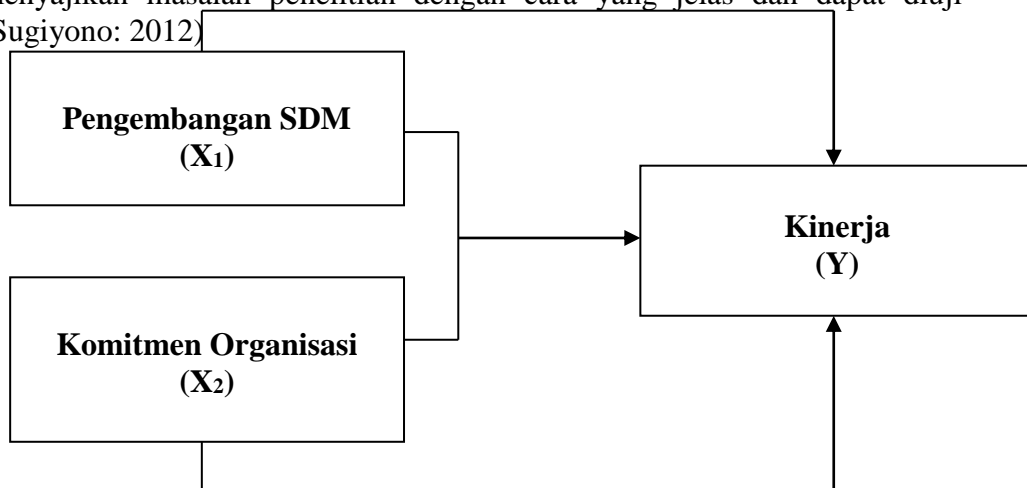 menyajikan masalah penelitian dengan cara yang jelas dan dapat diuji
Sugiyono: 2012)
Pengembangan SDM
(X₁)
Kinerja
(Y)
Komitmen Organisasi
(X₂)